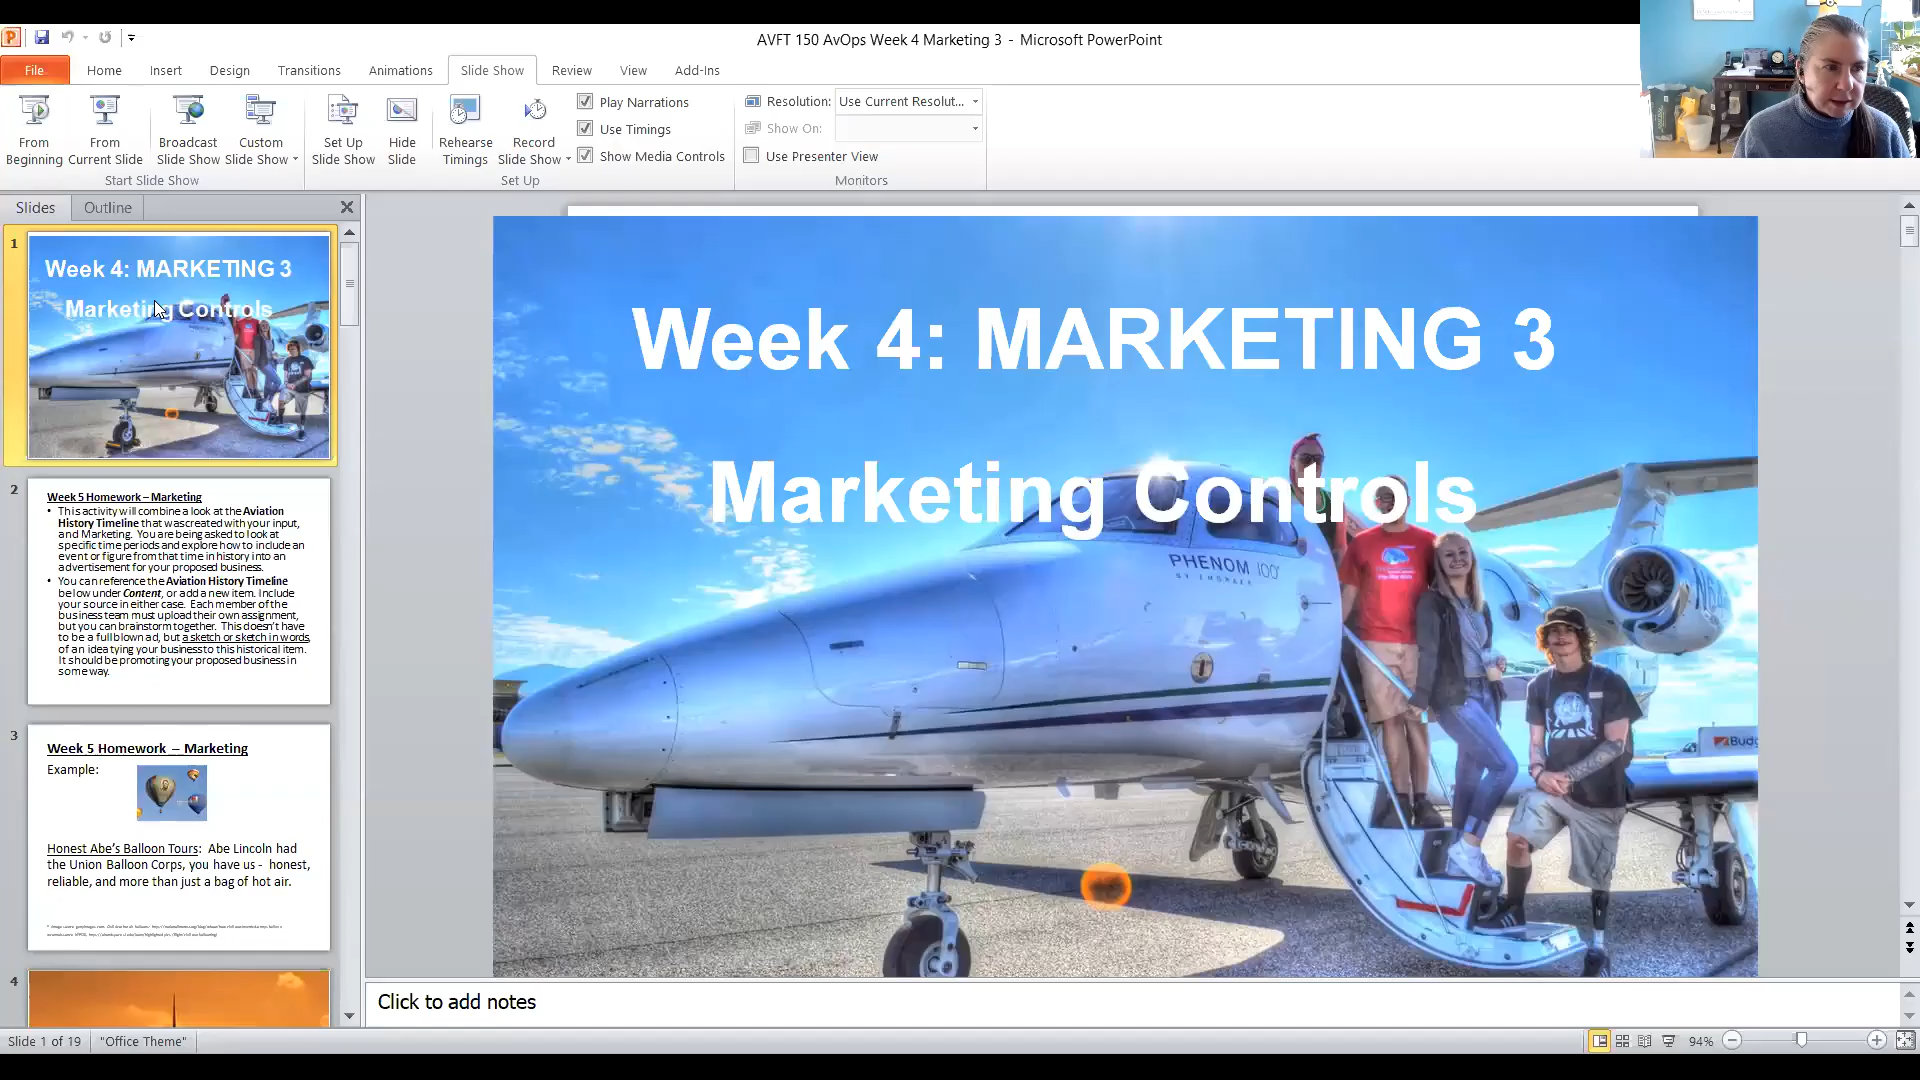 AVFT 150 AvOps Week 4 Marketing 3 - Microsoft PowerPoint
File Home Insert Design Transitions Animations Slide Show Review View Add-Ins
From Beginning
From Current Slide
Broadcast Slide Show
Custom Slide Show
Start Slide Show
Set Up Slide Show
Hide Slide
Rehearse Timings
Record Slide Show
Play Narrations
Use Timings
Show Media Controls
Set Up
Resolution: Use Current Resolut...
Show On:
Use Presenter View
Monitors
Slides Outline
1
Week 4: MARKETING 3
Marketing Controls
2
Week 5 Homework – Marketing
• This activity will combine a look at the Aviation
History Timeline that was created with your input,
and Marketing. You are being asked to look at
specific time periods and explore how to include an
event or figure from that time in history into an
advertisement for your proposed business.
• You can reference the Aviation History Timeline
below under Content, or add a new item. Include
your source in either case. Each member of the
business team must upload their own assignment,
but you can brainstorm together. This doesn't have
to be a full blown ad, but a sketch or sketch in words,
of an idea tying your business to this historical item.
It should be promoting your proposed business in
some way.
3
Week 5 Homework – Marketing
Example:
Honest Abe's Balloon Tours: Abe Lincoln had
the Union Balloon Corps, you have us - honest,
reliable, and more than just a bag of hot air.
4
Week 4: MARKETING 3
Marketing Controls
PHENOM 100
BY EMBRAER
Click to add notes
Slide 1 of 19 "Office Theme" 94%